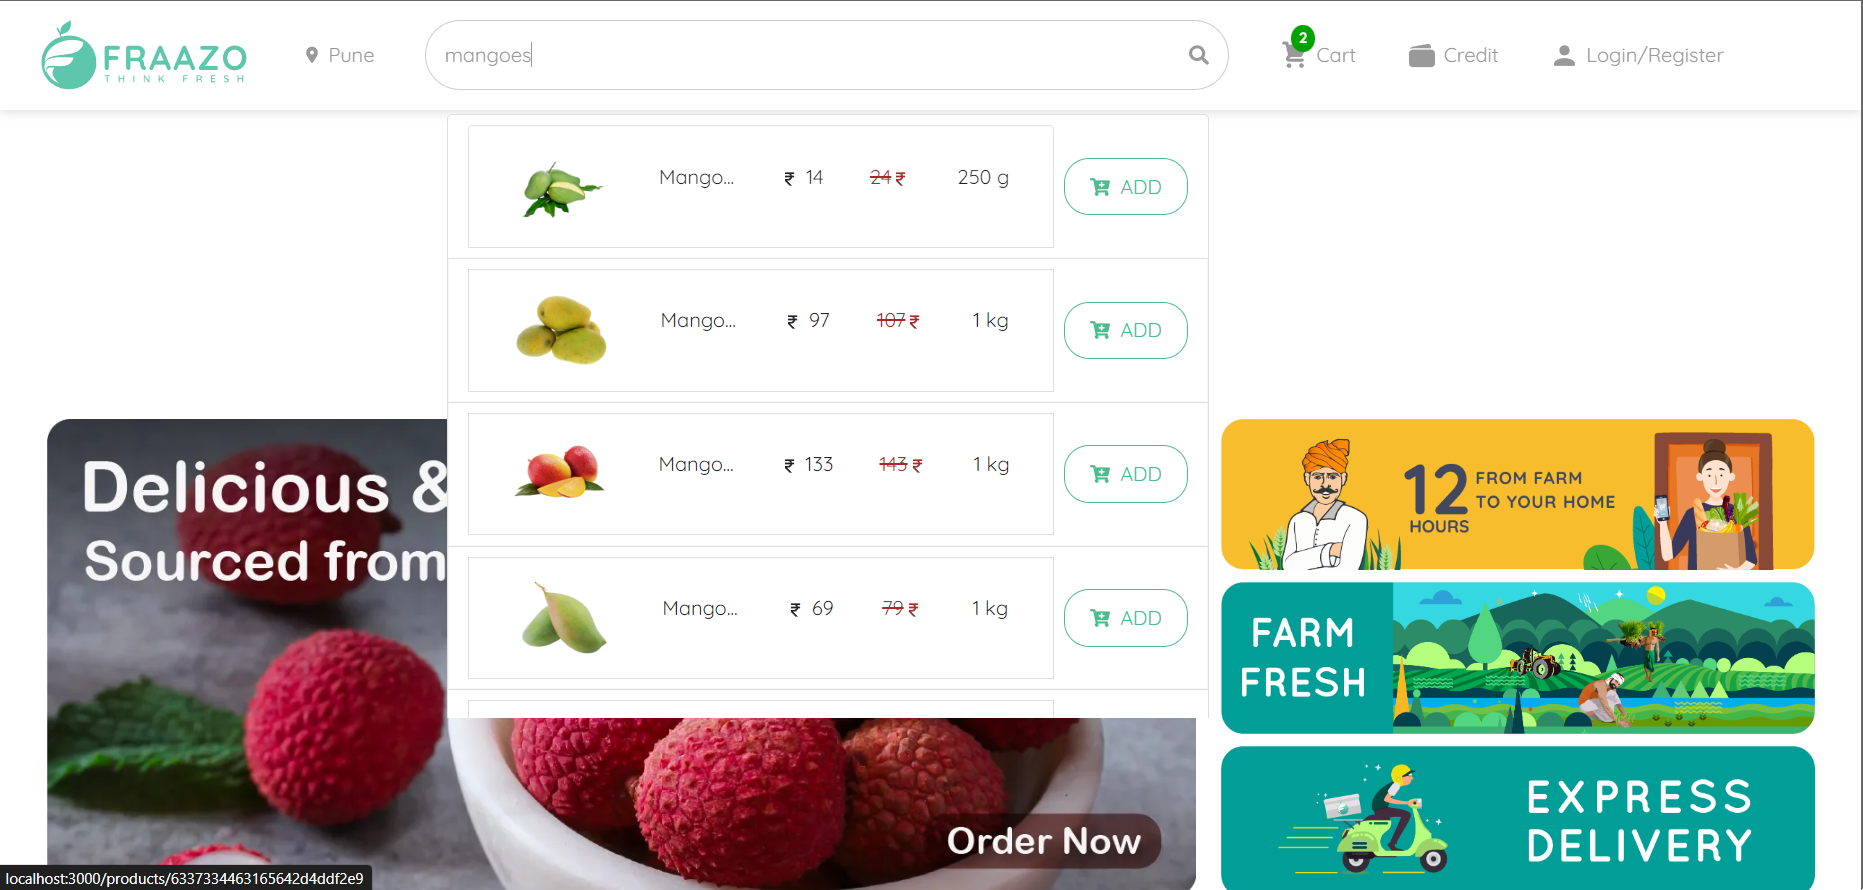 FRAAZO
THINK FRESH
Pune
mangoes
2
Cart
Credit
Login/Register
Mango... ₹ 14 24 ₹ 250 g
ADD
Mango... ₹ 97 107 ₹ 1 kg
ADD
Mango... ₹ 133 143 ₹ 1 kg
ADD
Mango... ₹ 69 79 ₹ 1 kg
ADD
Delicious &
Sourced from
Order Now
12
HOURS
FROM FARM
TO YOUR HOME
FARM
FRESH
EXPRESS
DELIVERY
localhost:3000/products/6337334463165642d4ddf2e9